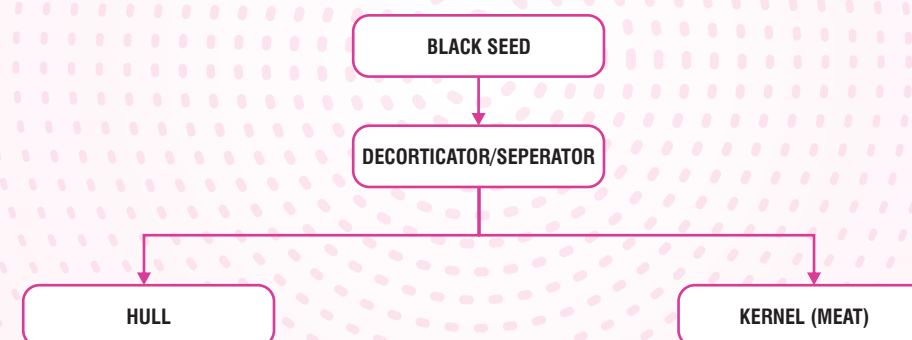 BLACK SEED
DECORTICATOR/SEPERATOR
HULL
KERNEL (MEAT)